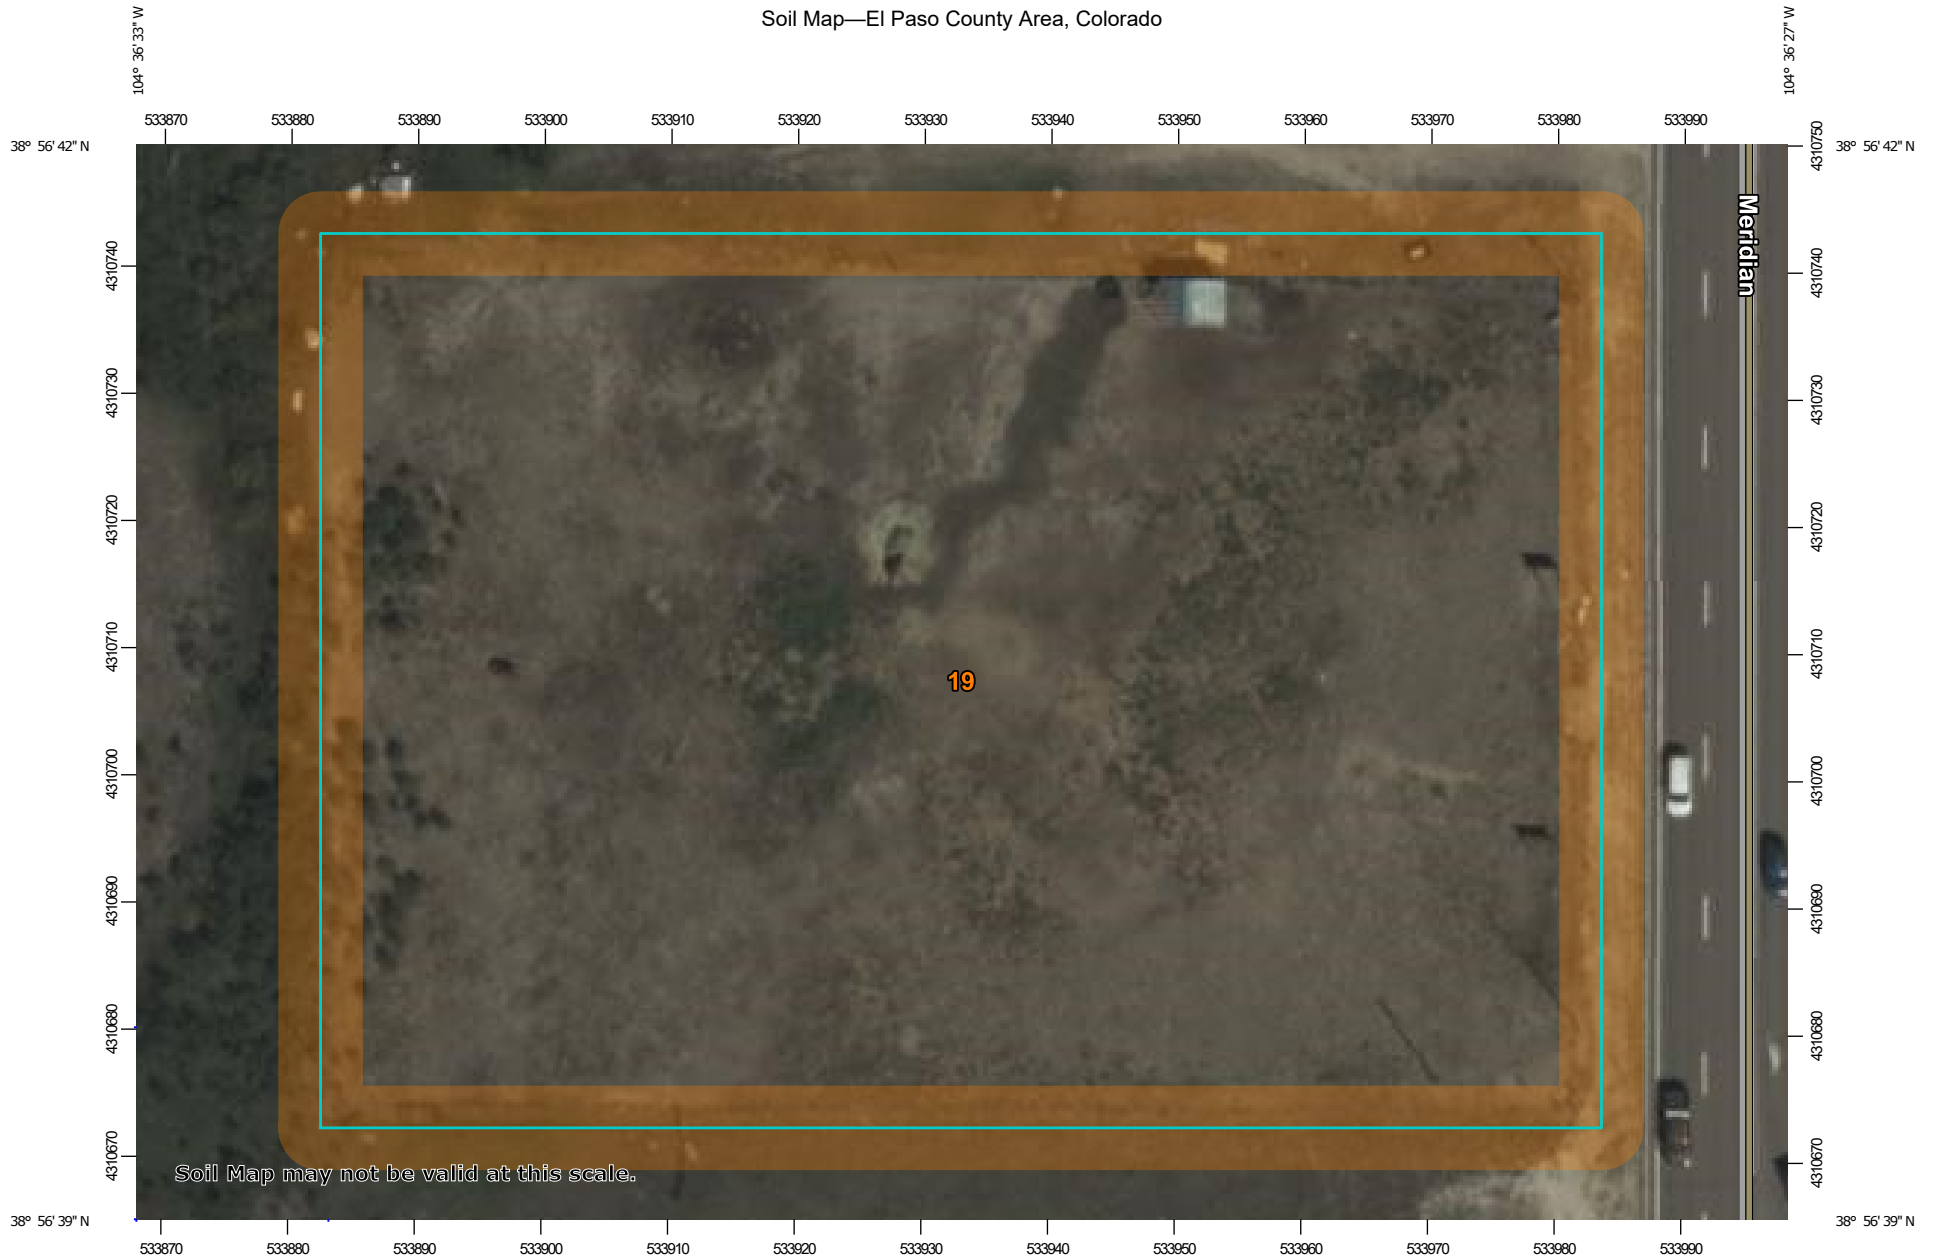 Soil Map—El Paso County Area, Colorado
104° 36' 33'' W
104° 36' 27'' W
533870 533880 533890 533900 533910 533920 533930 533940 533950 533960 533970 533980 533990
38° 56' 42'' N
38° 56' 42'' N
4310750
Meridian
4310740
4310740
4310730
4310730
4310720
4310720
4310710
4310710
19
4310700
4310700
4310690
4310690
4310680
4310680
4310670
4310670
Soil Map may not be valid at this scale.
38° 56' 39'' N
38° 56' 39'' N
533870 533880 533890 533900 533910 533920 533930 533940 533950 533960 533970 533980 533990